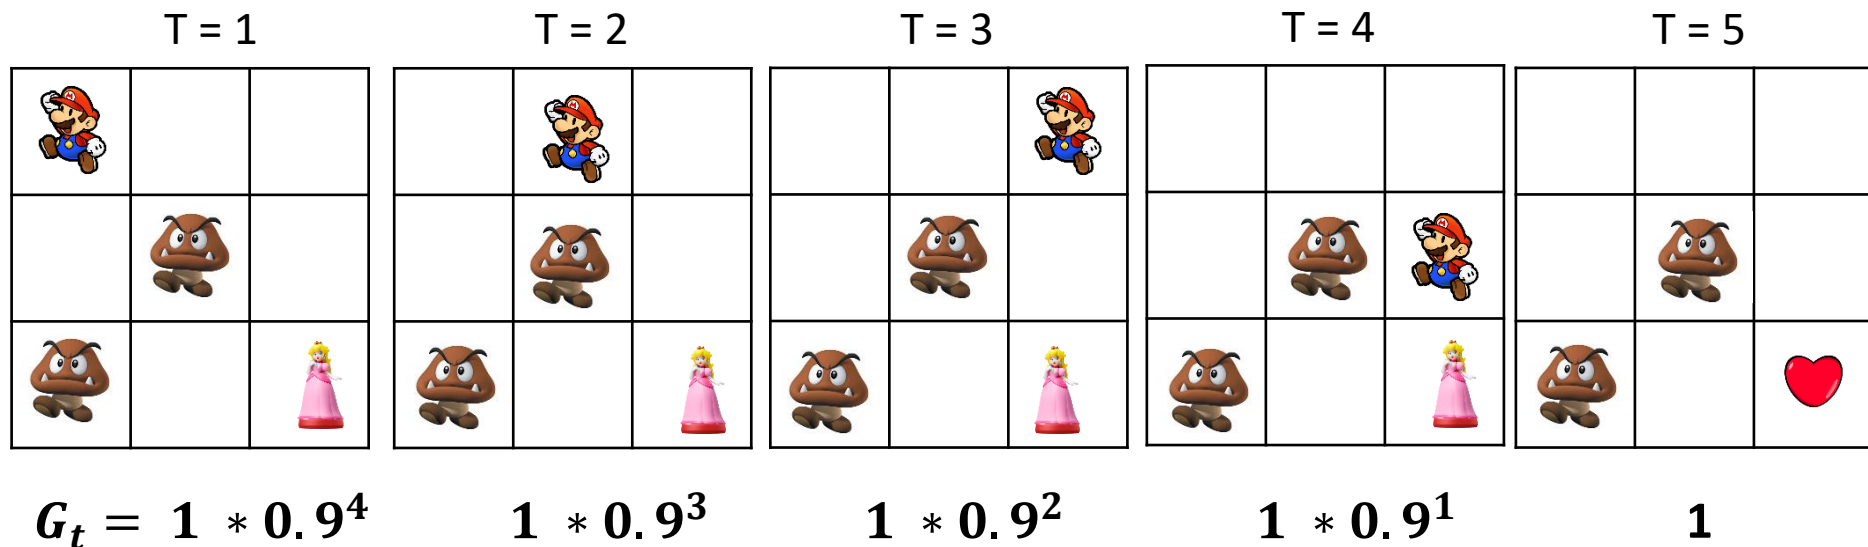 T = 1 T = 2 T = 3 T = 4 T = 5
G_t = 1 * 0.9^4 1 * 0.9^3 1 * 0.9^2 1 * 0.9^1 1